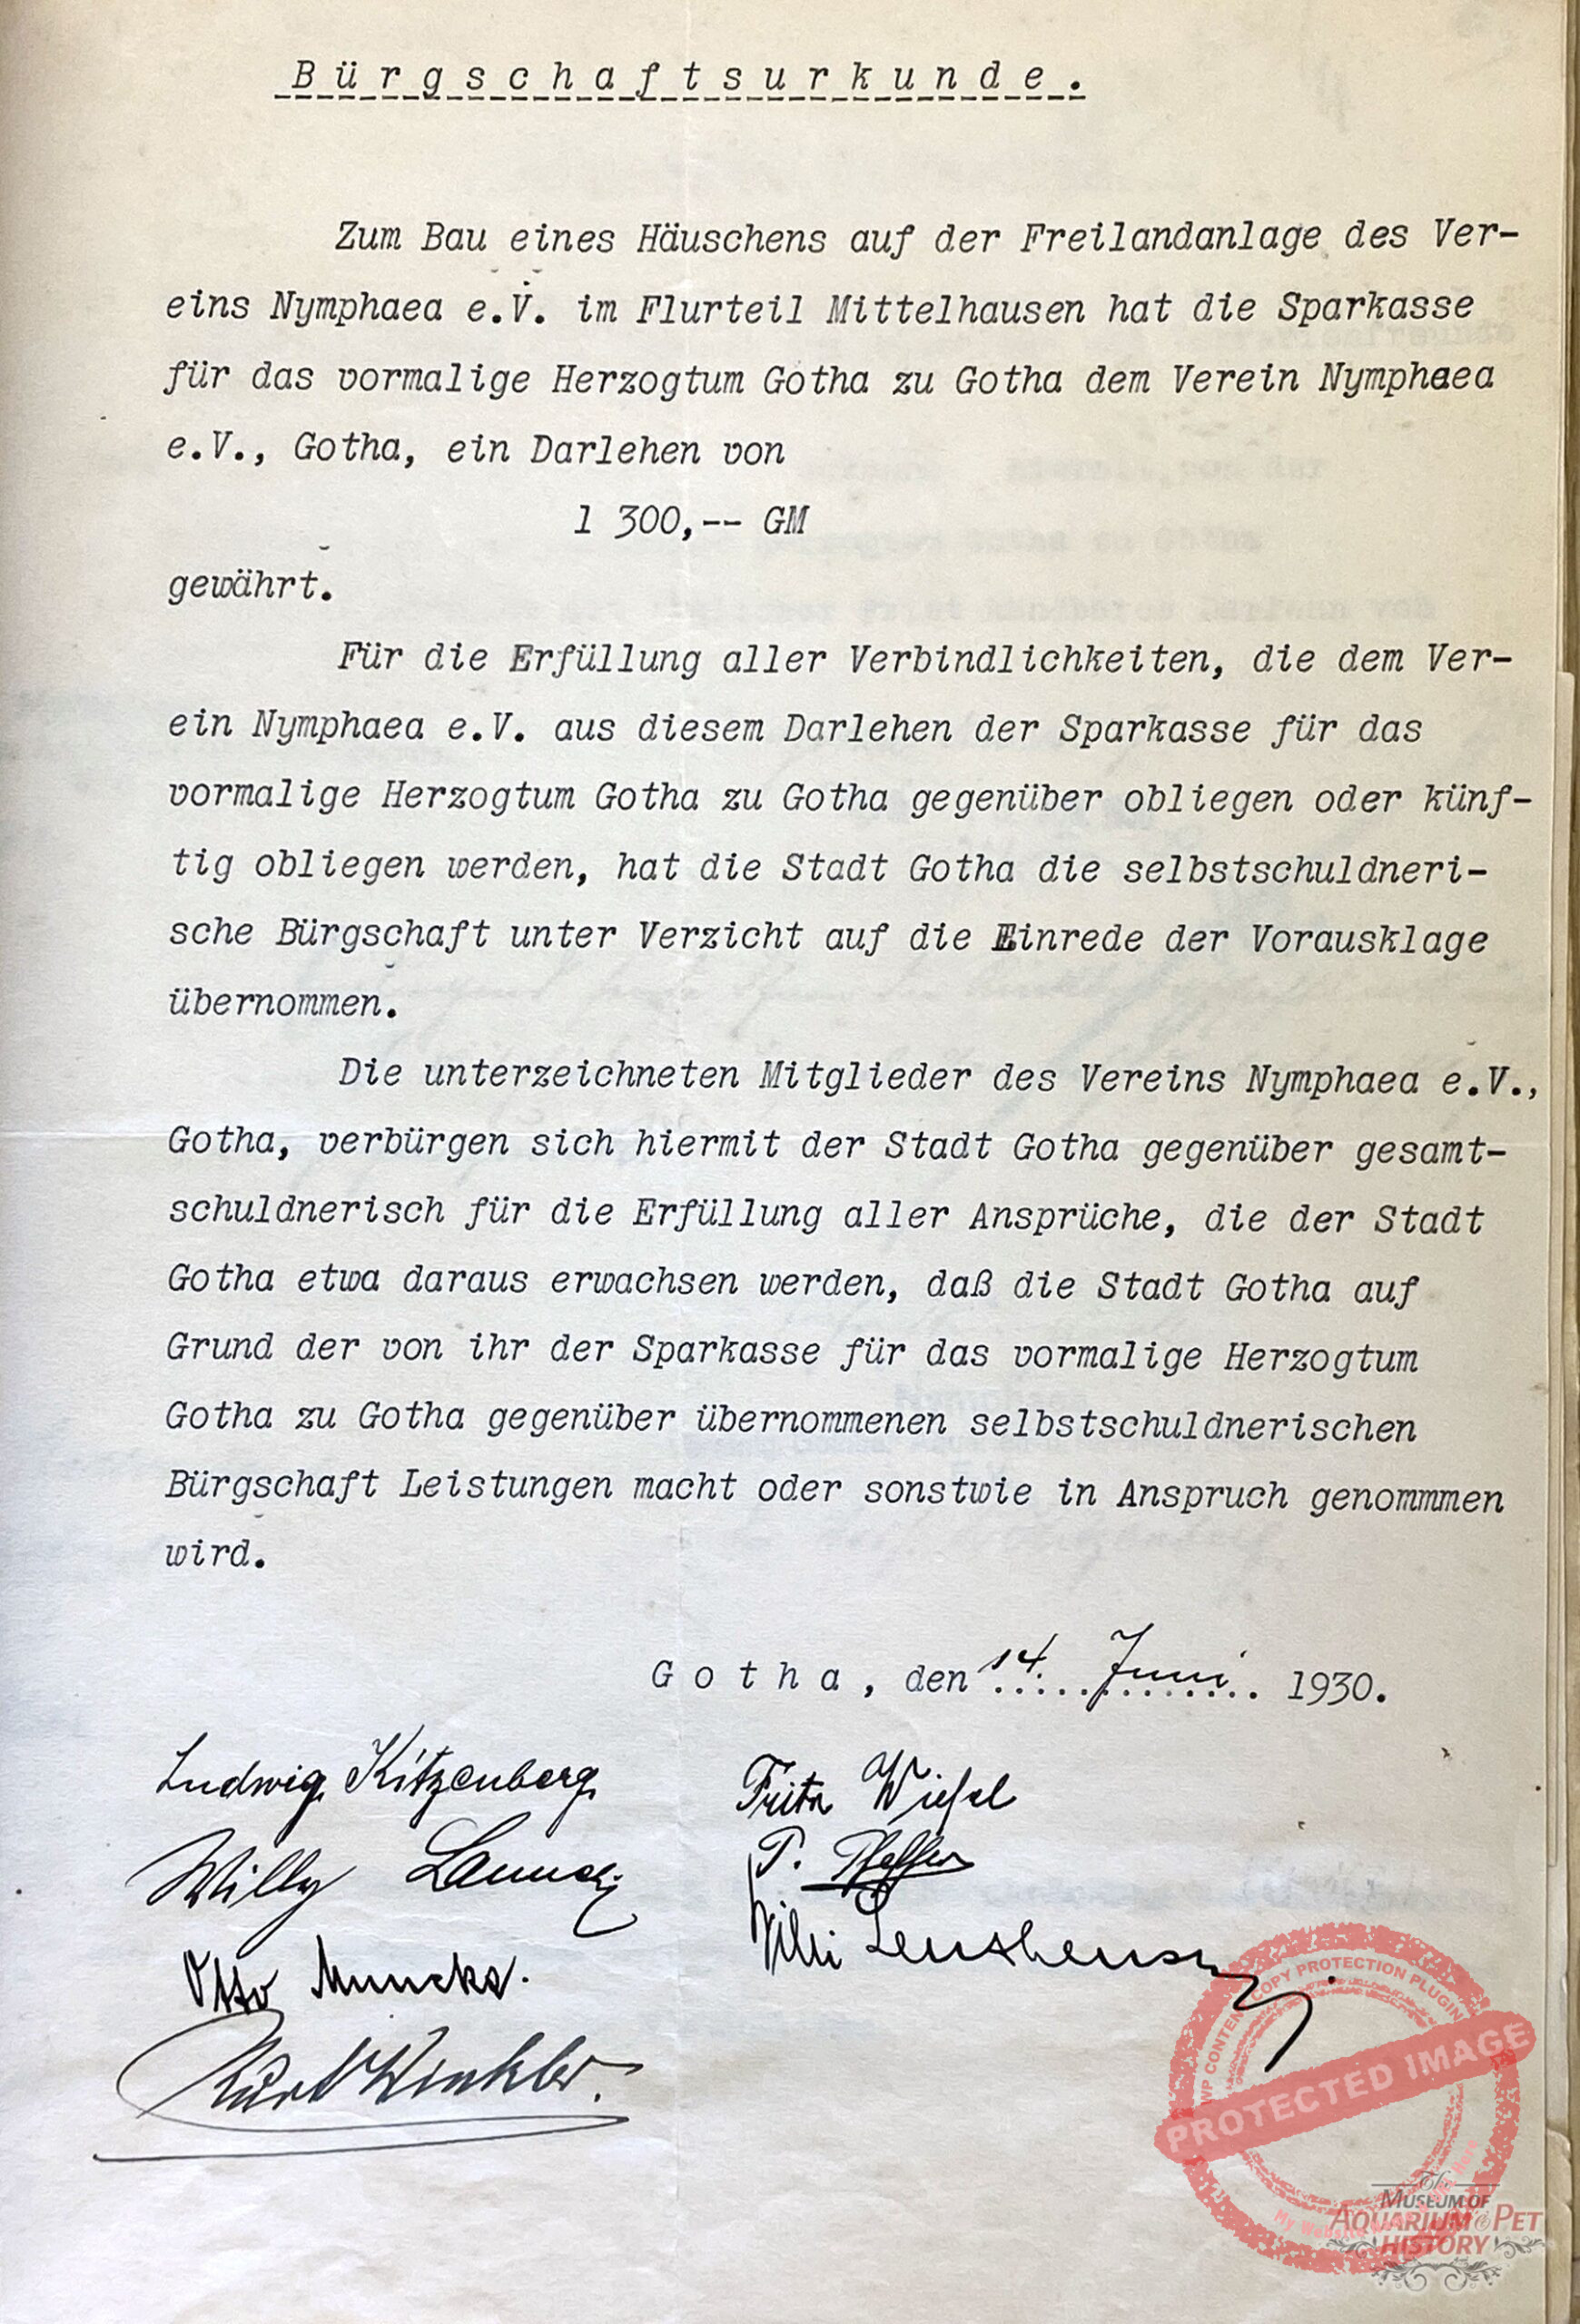 Bürgschaftsurkunde.
Zum Bau eines Häuschens auf der Freilandanlage des Ver-
eins Nymphaea e.V. im Flurteil Mittelhausen hat die Sparkasse
für das vormalige Herzogtum Gotha zu Gotha dem Verein Nymphaea
e.V., Gotha, ein Darlehen von
1 300,-- GM
gewährt.
Für die Erfüllung aller Verbindlichkeiten, die dem Ver-
ein Nymphaea e.V. aus diesem Darlehen der Sparkasse für das
vormalige Herzogtum Gotha zu Gotha gegenüber obliegen oder künf-
tig obliegen werden, hat die Stadt Gotha die selbstschuldneri-
sche Bürgschaft unter Verzicht auf die Einrede der Vorausklage
übernommen.
Die unterzeichneten Mitglieder des Vereins Nymphaea e.V.,
Gotha, verbürgen sich hiermit der Stadt Gotha gegenüber gesamt-
schuldnerisch für die Erfüllung aller Ansprüche, die der Stadt
Gotha etwa daraus erwachsen werden, daß die Stadt Gotha auf
Grund der von ihr der Sparkasse für das vormalige Herzogtum
Gotha zu Gotha gegenüber übernommenen selbstschuldnerischen
Bürgschaft Leistungen macht oder sonstwie in Anspruch genommmen
wird.
Gotha, den 14. Juni 1930.
Ludwig Kitzenberg
Fritz Wiesel
Willy
P. Pfeffer
Otto
Willi
Kurt Winkler.
WP CONTENT COPY PROTECTION PLUGIN
PROTECTED IMAGE
My Website
Here
The
MUSEUM OF
AQUARIUM & PET
HISTORY